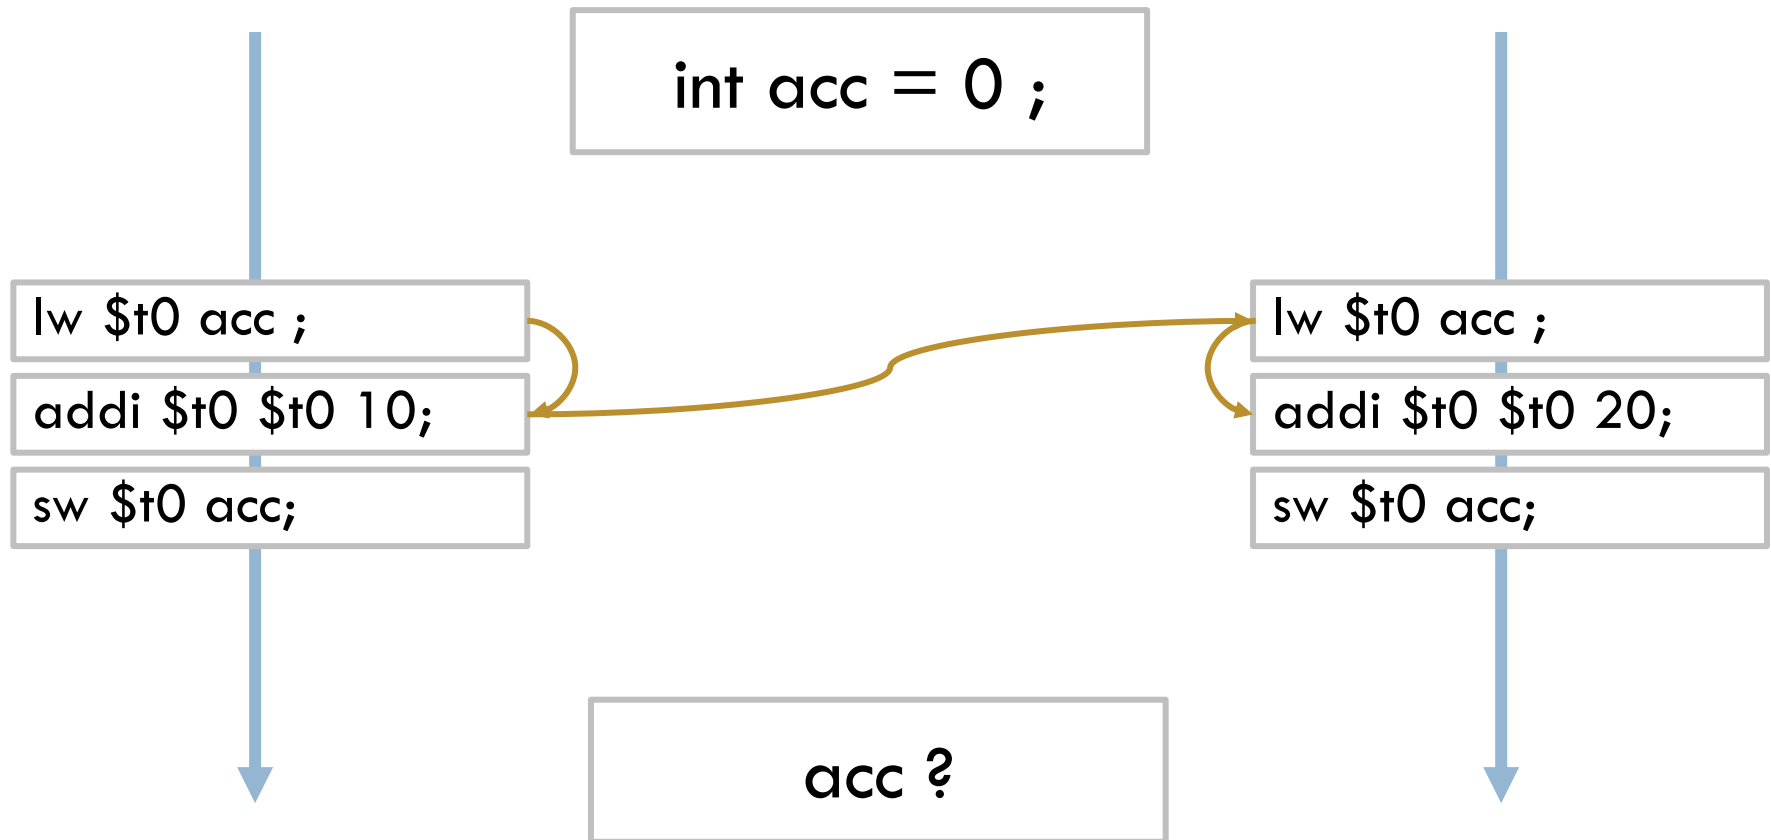 int acc = 0 ;
lw $t0 acc ;
addi $t0 $t0 10;
sw $t0 acc;
lw $t0 acc ;
addi $t0 $t0 20;
sw $t0 acc;
acc ?